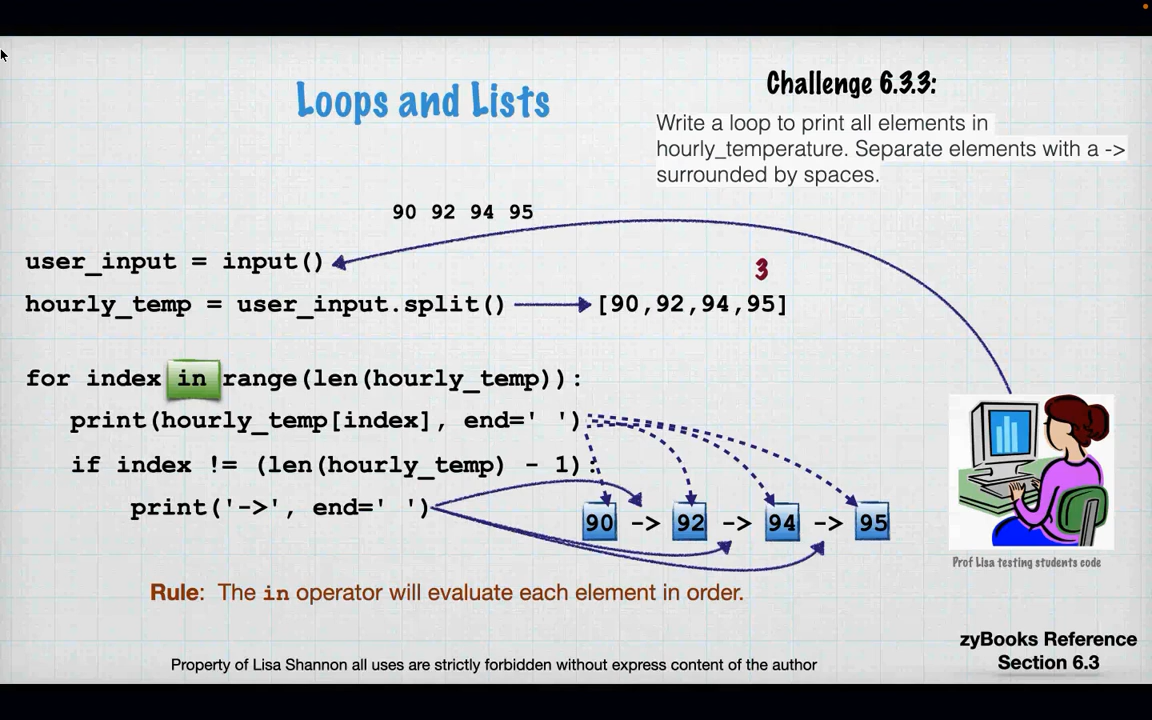 Loops and Lists
Challenge 6.3.3:
Write a loop to print all elements in
hourly_temperature. Separate elements with a ->
surrounded by spaces.
90 92 94 95
user_input = input()
3
hourly_temp = user_input.split()
[90,92,94,95]
for index in range(len(hourly_temp)):
print(hourly_temp[index], end=' ')
if index != (len(hourly_temp) - 1):
print('->', end=' ')
90 -> 92 -> 94 -> 95
Prof Lisa testing students code
Rule: The in operator will evaluate each element in order.
zyBooks Reference
Section 6.3
Property of Lisa Shannon all uses are strictly forbidden without express content of the author